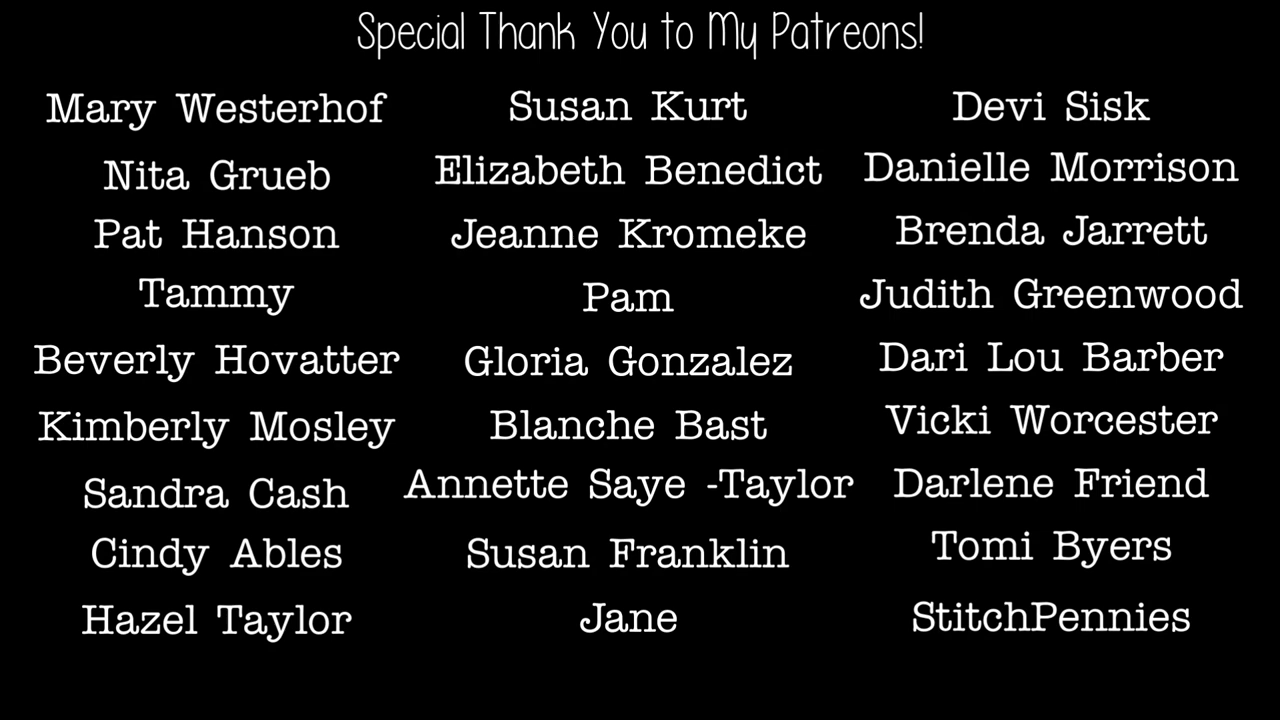 Special Thank You to My Patreons!
Mary Westerhof
Nita Grueb
Pat Hanson
Tammy
Beverly Hovatter
Kimberly Mosley
Sandra Cash
Cindy Ables
Hazel Taylor
Susan Kurt
Elizabeth Benedict
Jeanne Kromeke
Pam
Gloria Gonzalez
Blanche Bast
Annette Saye -Taylor
Susan Franklin
Jane
Devi Sisk
Danielle Morrison
Brenda Jarrett
Judith Greenwood
Dari Lou Barber
Vicki Worcester
Darlene Friend
Tomi Byers
StitchPennies